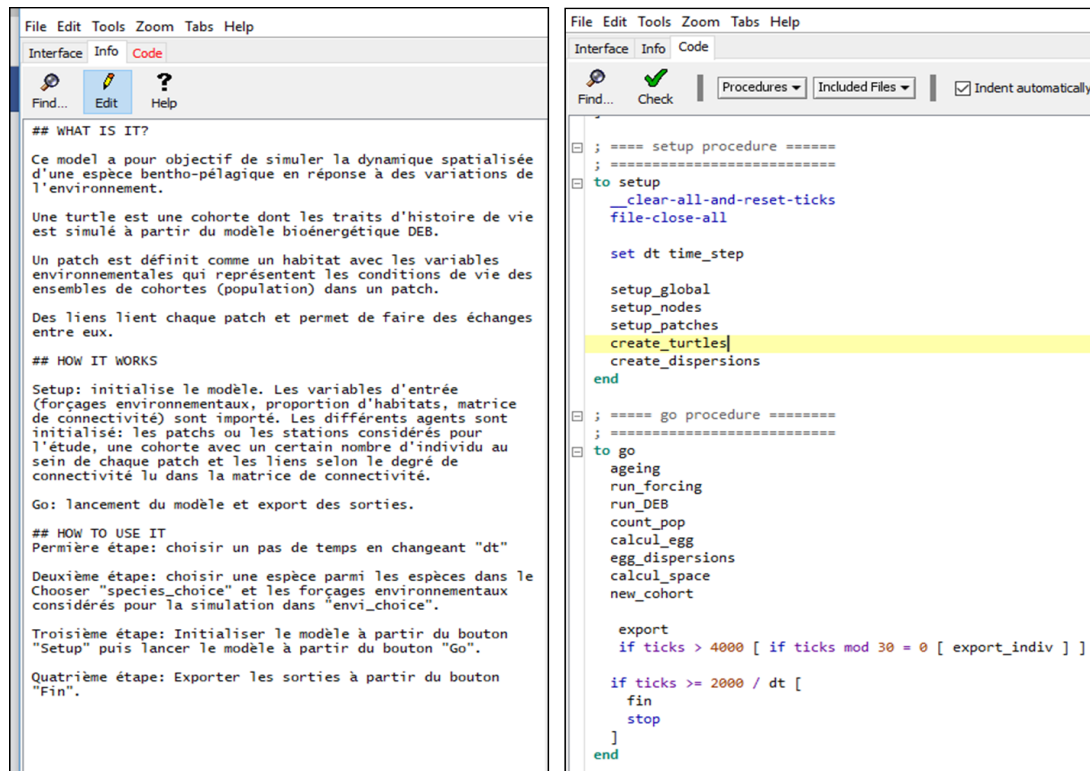 File Edit Tools Zoom Tabs Help
Interface Info Code
Find... Edit Help
## WHAT IS IT?
Ce model a pour objectif de simuler la dynamique spatialisée
d'une espèce bentho-pélagique en réponse à des variations de
l'environnement.
Une turtle est une cohorte dont les traits d'histoire de vie
est simulé à partir du modèle bioénergétique DEB.
Un patch est définit comme un habitat avec les variables
environnementales qui représentent les conditions de vie des
ensembles de cohortes (population) dans un patch.
Des liens lient chaque patch et permet de faire des échanges
entre eux.
## HOW IT WORKS
Setup: initialise le modèle. Les variables d'entrée
(forçages environnementaux, proportion d'habitats, matrice
de connectivité) sont importé. Les différents agents sont
initialisé: les patchs ou les stations considérés pour
l'étude, une cohorte avec un certain nombre d'individu au
sein de chaque patch et les liens selon le degré de
connectivité lu dans la matrice de connectivité.
Go: lancement du modèle et export des sorties.
## HOW TO USE IT
Permière étape: choisir un pas de temps en changeant "dt"
Deuxième étape: choisir une espèce parmi les espèces dans le
Chooser "species_choice" et les forçages environnementaux
considérés pour la simulation dans "envi_choice".
Troisième étape: Initialiser le modèle à partir du bouton
"Setup" puis lancer le modèle à partir du bouton "Go".
Quatrième étape: Exporter les sorties à partir du bouton
"Fin".
File Edit Tools Zoom Tabs Help
Interface Info Code
Find... Check Procedures Included Files Indent automatically
; ==== setup procedure ======
; ===========================
to setup
__clear-all-and-reset-ticks
file-close-all
set dt time_step
setup_global
setup_nodes
setup_patches
create_turtles
create_dispersions
end
; ===== go procedure ========
; ===========================
to go
ageing
run_forcing
run_DEB
count_pop
calcul_egg
egg_dispersions
calcul_space
new_cohort
export
if ticks > 4000 [ if ticks mod 30 = 0 [ export_indiv ] ]
if ticks >= 2000 / dt [
fin
stop
]
end